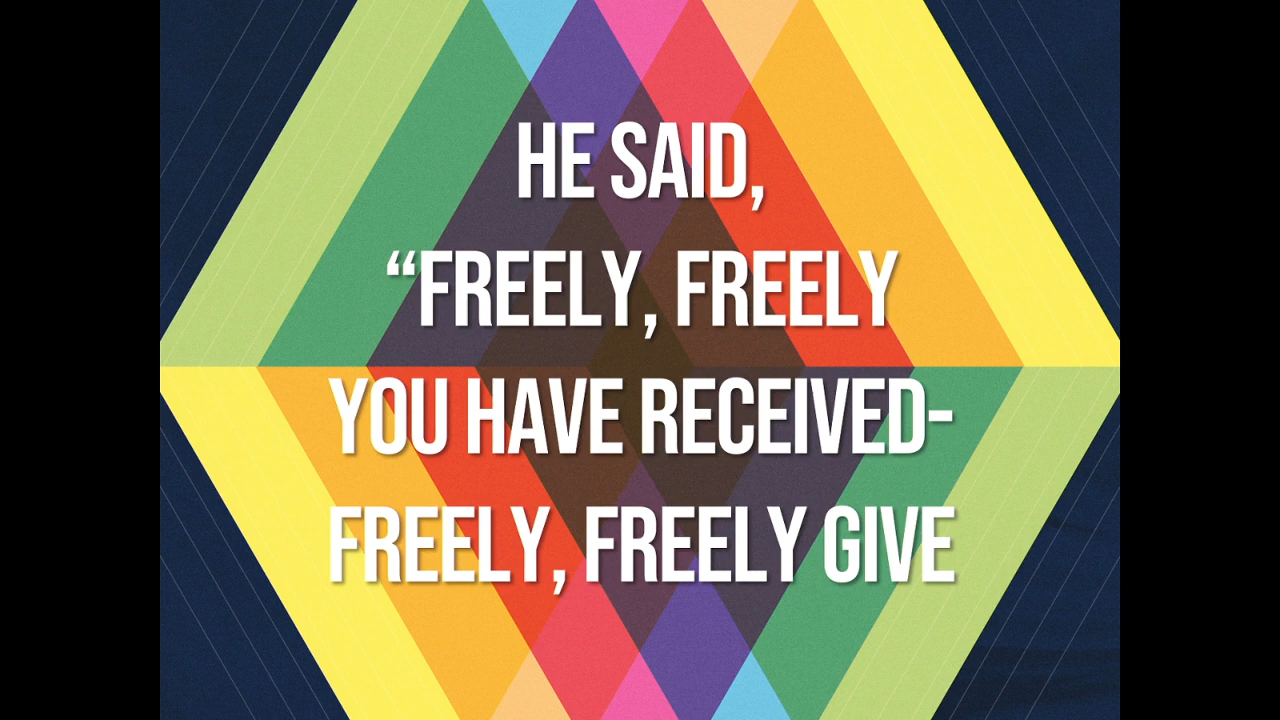 HE SAID,
“FREELY, FREELY
YOU HAVE RECEIVED-
FREELY, FREELY GIVE